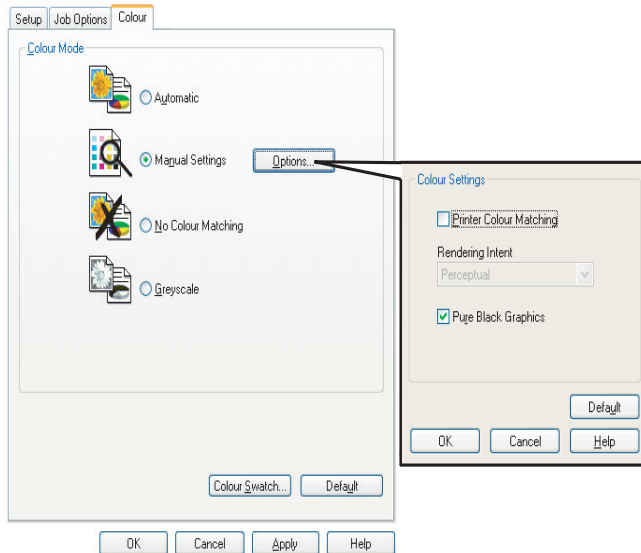 Setup Job Options Colour
Colour Mode
Automatic
Manual Settings Options...
No Colour Matching
Greyscale
Colour Swatch... Default
OK Cancel Apply Help
Colour Settings
Printer Colour Matching
Rendering Intent
Perceptual
Pure Black Graphics
Default
OK Cancel Help